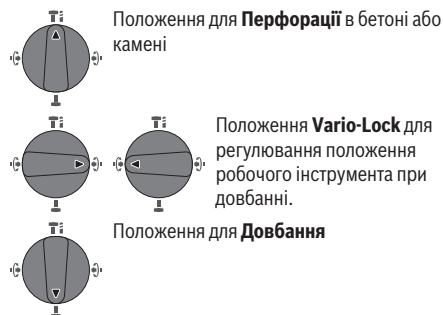 Положення для Перфорації в бетоні або
камені
Положення Vario-Lock для
регулювання положення
робочого інструмента при
довбанні.
Положення для Довбання